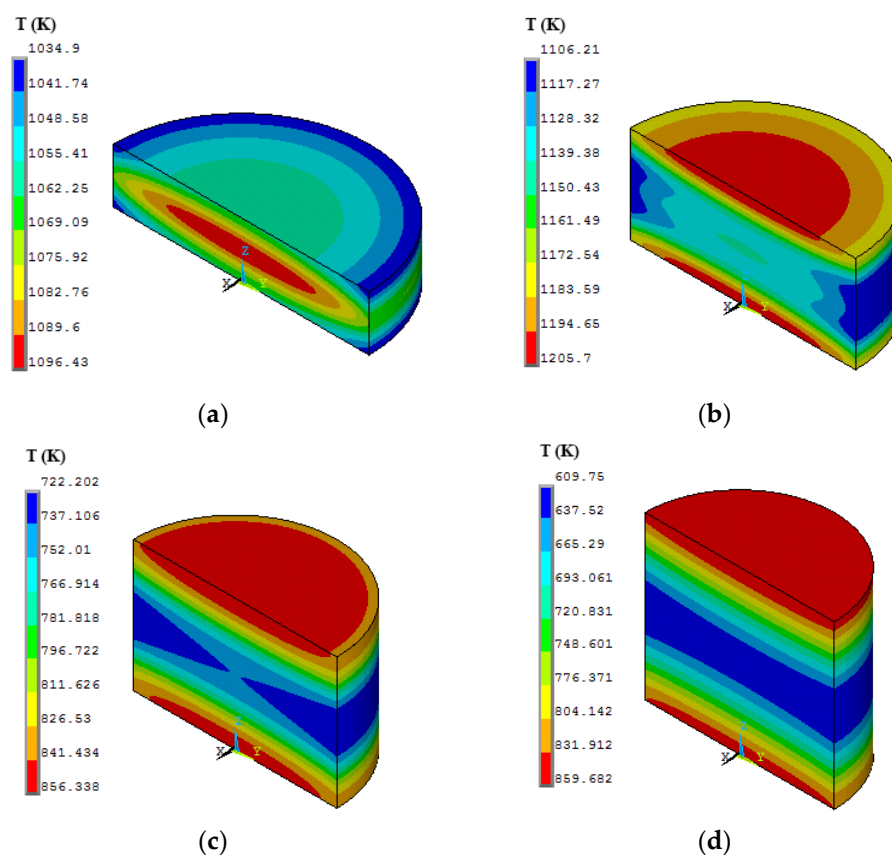 T (K)
1034.9
1041.74
1048.58
1055.41
1062.25
1069.09
1075.92
1082.76
1089.6
1096.43
Z
X
Y
(a)
T (K)
1106.21
1117.27
1128.32
1139.38
1150.43
1161.49
1172.54
1183.59
1194.65
1205.7
Z
X
Y
(b)
T (K)
722.202
737.106
752.01
766.914
781.818
796.722
811.626
826.53
841.434
856.338
Z
X
Y
(c)
T (K)
609.75
637.52
665.29
693.061
720.831
748.601
776.371
804.142
831.912
859.682
Z
X
Y
(d)